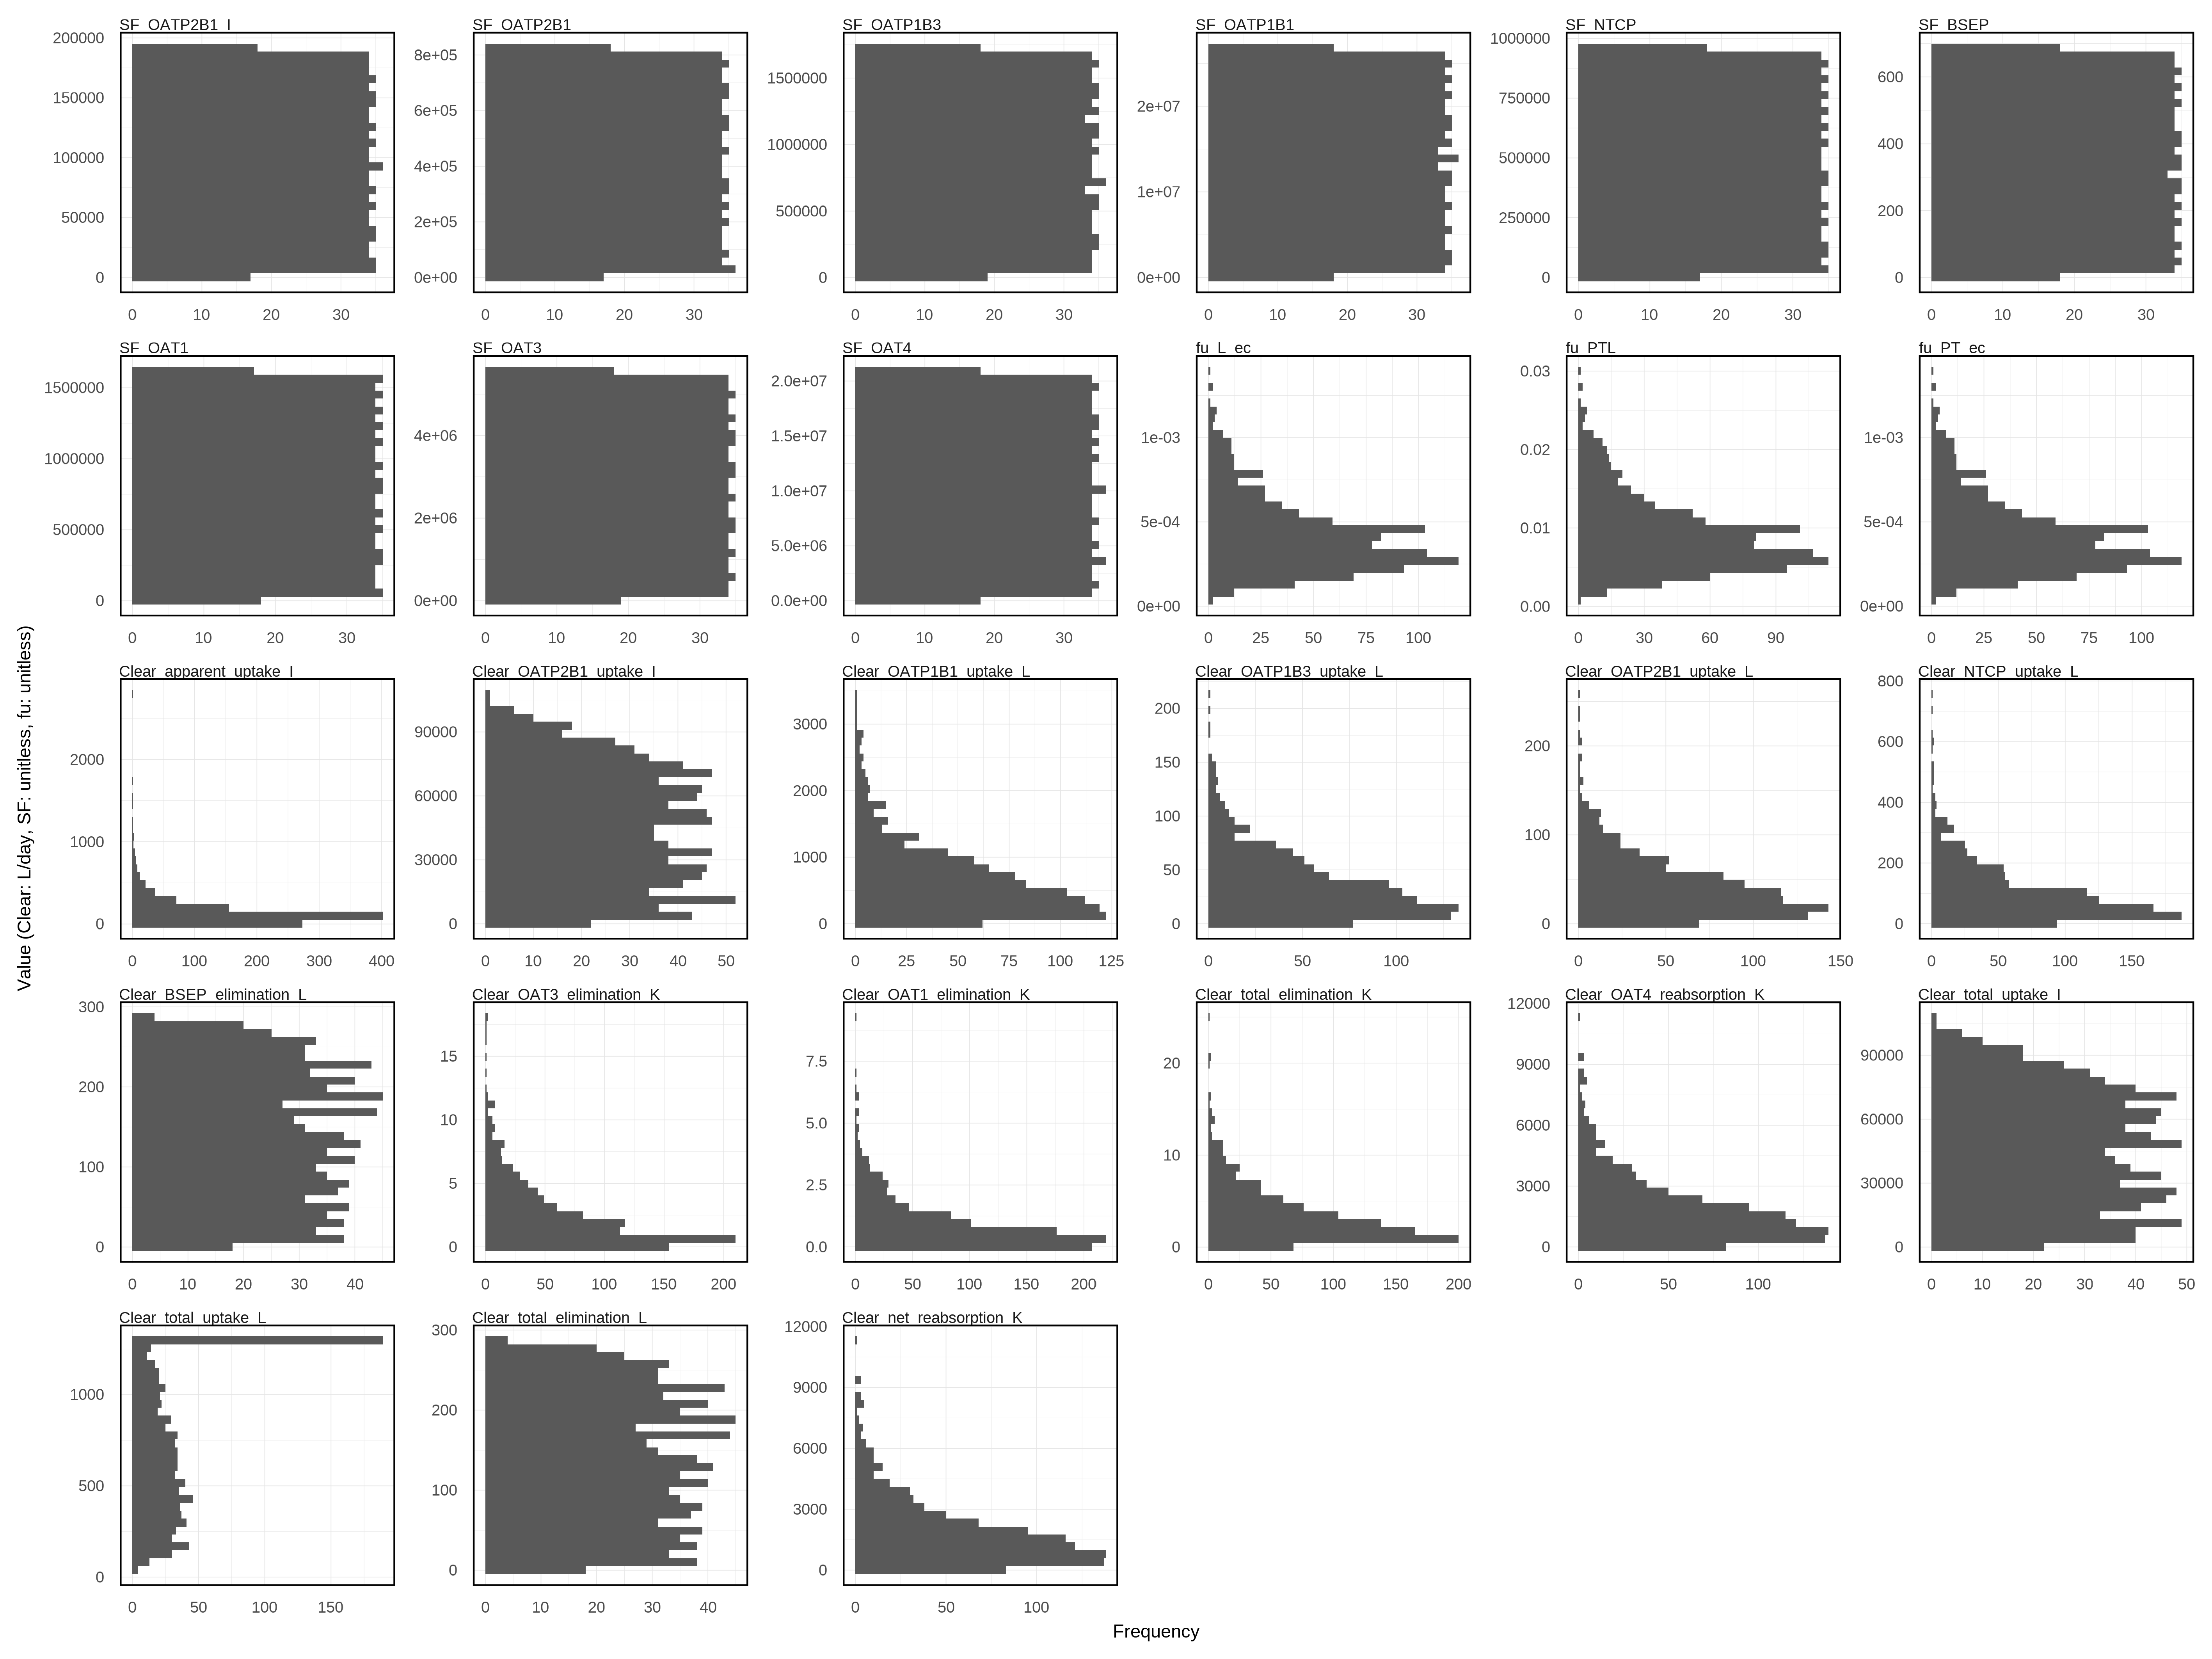 SF_OATP2B1_I SF_OATP2B1 SF_OATP1B3 SF_OATP1B1 SF_NTCP SF_BSEP
200000 150000 100000 50000 0
8e+05 6e+05 4e+05 2e+05 0e+00
1500000 1000000 500000 0
2e+07 1e+07 0e+00
1000000 750000 500000 250000 0
600 400 200 0
0 10 20 30 0 10 20 30 0 10 20 30 0 10 20 30 0 10 20 30 0 10 20 30
SF_OAT1 SF_OAT3 SF_OAT4 fu_L_ec fu_PTL fu_PT_ec
1500000 1000000 500000 0
4e+06 2e+06 0e+00
2.0e+07 1.5e+07 1.0e+07 5.0e+06 0.0e+00
1e-03 5e-04 0e+00
0.03 0.02 0.01 0.00
1e-03 5e-04 0e+00
0 10 20 30 0 10 20 30 0 10 20 30 0 25 50 75 100 0 30 60 90 0 25 50 75 100
Clear_apparent_uptake_I Clear_OATP2B1_uptake_I Clear_OATP1B1_uptake_L Clear_OATP1B3_uptake_L Clear_OATP2B1_uptake_L Clear_NTCP_uptake_L
2000 1000 0
90000 60000 30000 0
3000 2000 1000 0
200 150 100 50 0
200 100 0
800 600 400 200 0
0 100 200 300 400 0 10 20 30 40 50 0 25 50 75 100 125 0 50 100 0 50 100 150 0 50 100 150
Clear_BSEP_elimination_L Clear_OAT3_elimination_K Clear_OAT1_elimination_K Clear_total_elimination_K Clear_OAT4_reabsorption_K Clear_total_uptake_I
300 200 100 0
15 10 5 0
7.5 5.0 2.5 0.0
20 10 0
12000 9000 6000 3000 0
90000 60000 30000 0
0 10 20 30 40 0 50 100 150 200 0 50 100 150 200 0 50 100 150 200 0 50 100 0 10 20 30 40 50
Clear_total_uptake_L Clear_total_elimination_L Clear_net_reabsorption_K
1000 500 0
300 200 100 0
12000 9000 6000 3000 0
0 50 100 150 0 10 20 30 40 0 50 100
Value (Clear: L/day, SF: unitless, fu: unitless)
Frequency